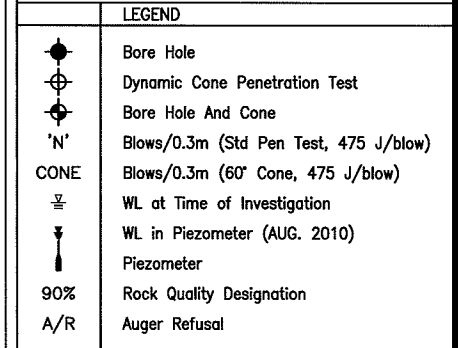 LEGEND
Bore Hole
Dynamic Cone Penetration Test
Bore Hole And Cone
'N' Blows/0.3m (Std Pen Test, 475 J/blow)
CONE Blows/0.3m (60° Cone, 475 J/blow)
WL at Time of Investigation
WL in Piezometer (AUG. 2010)
Piezometer
90% Rock Quality Designation
A/R Auger Refusal